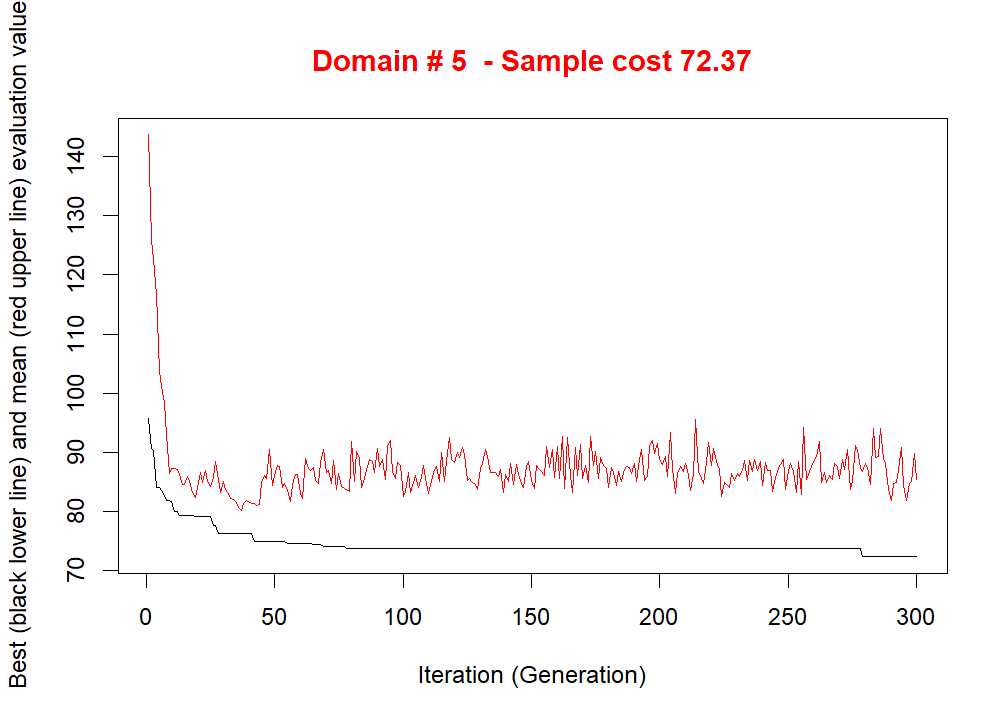 Domain # 5  - Sample cost 72.37
Best (black lower line) and mean (red upper line) evaluation value
140
130
120
110
100
90
80
70
0 50 100 150 200 250 300
Iteration (Generation)